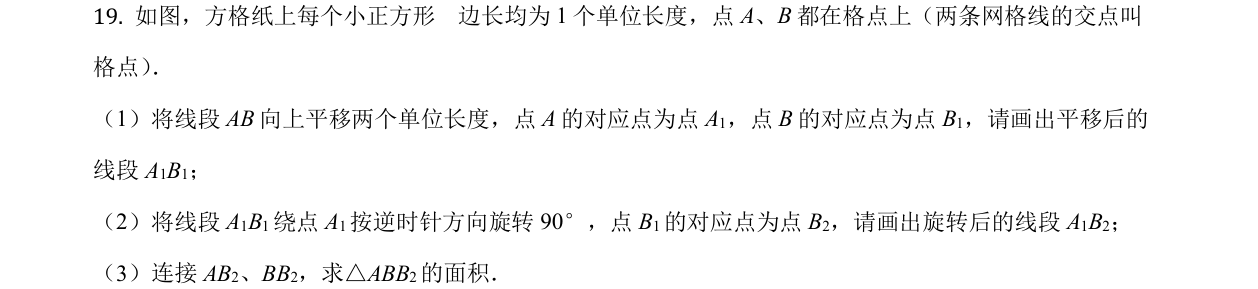 19. 如图，方格纸上每个小正方形 边长均为 1 个单位长度，点 A、B 都在格点上（两条网格线的交点叫
格点）.
（1）将线段 AB 向上平移两个单位长度，点 A 的对应点为点 A₁，点 B 的对应点为点 B₁，请画出平移后的
线段 A₁B₁；
（2）将线段 A₁B₁ 绕点 A₁ 按逆时针方向旋转 90°，点 B₁ 的对应点为点 B₂，请画出旋转后的线段 A₁B₂；
（3）连接 AB₂、BB₂，求△ABB₂ 的面积.